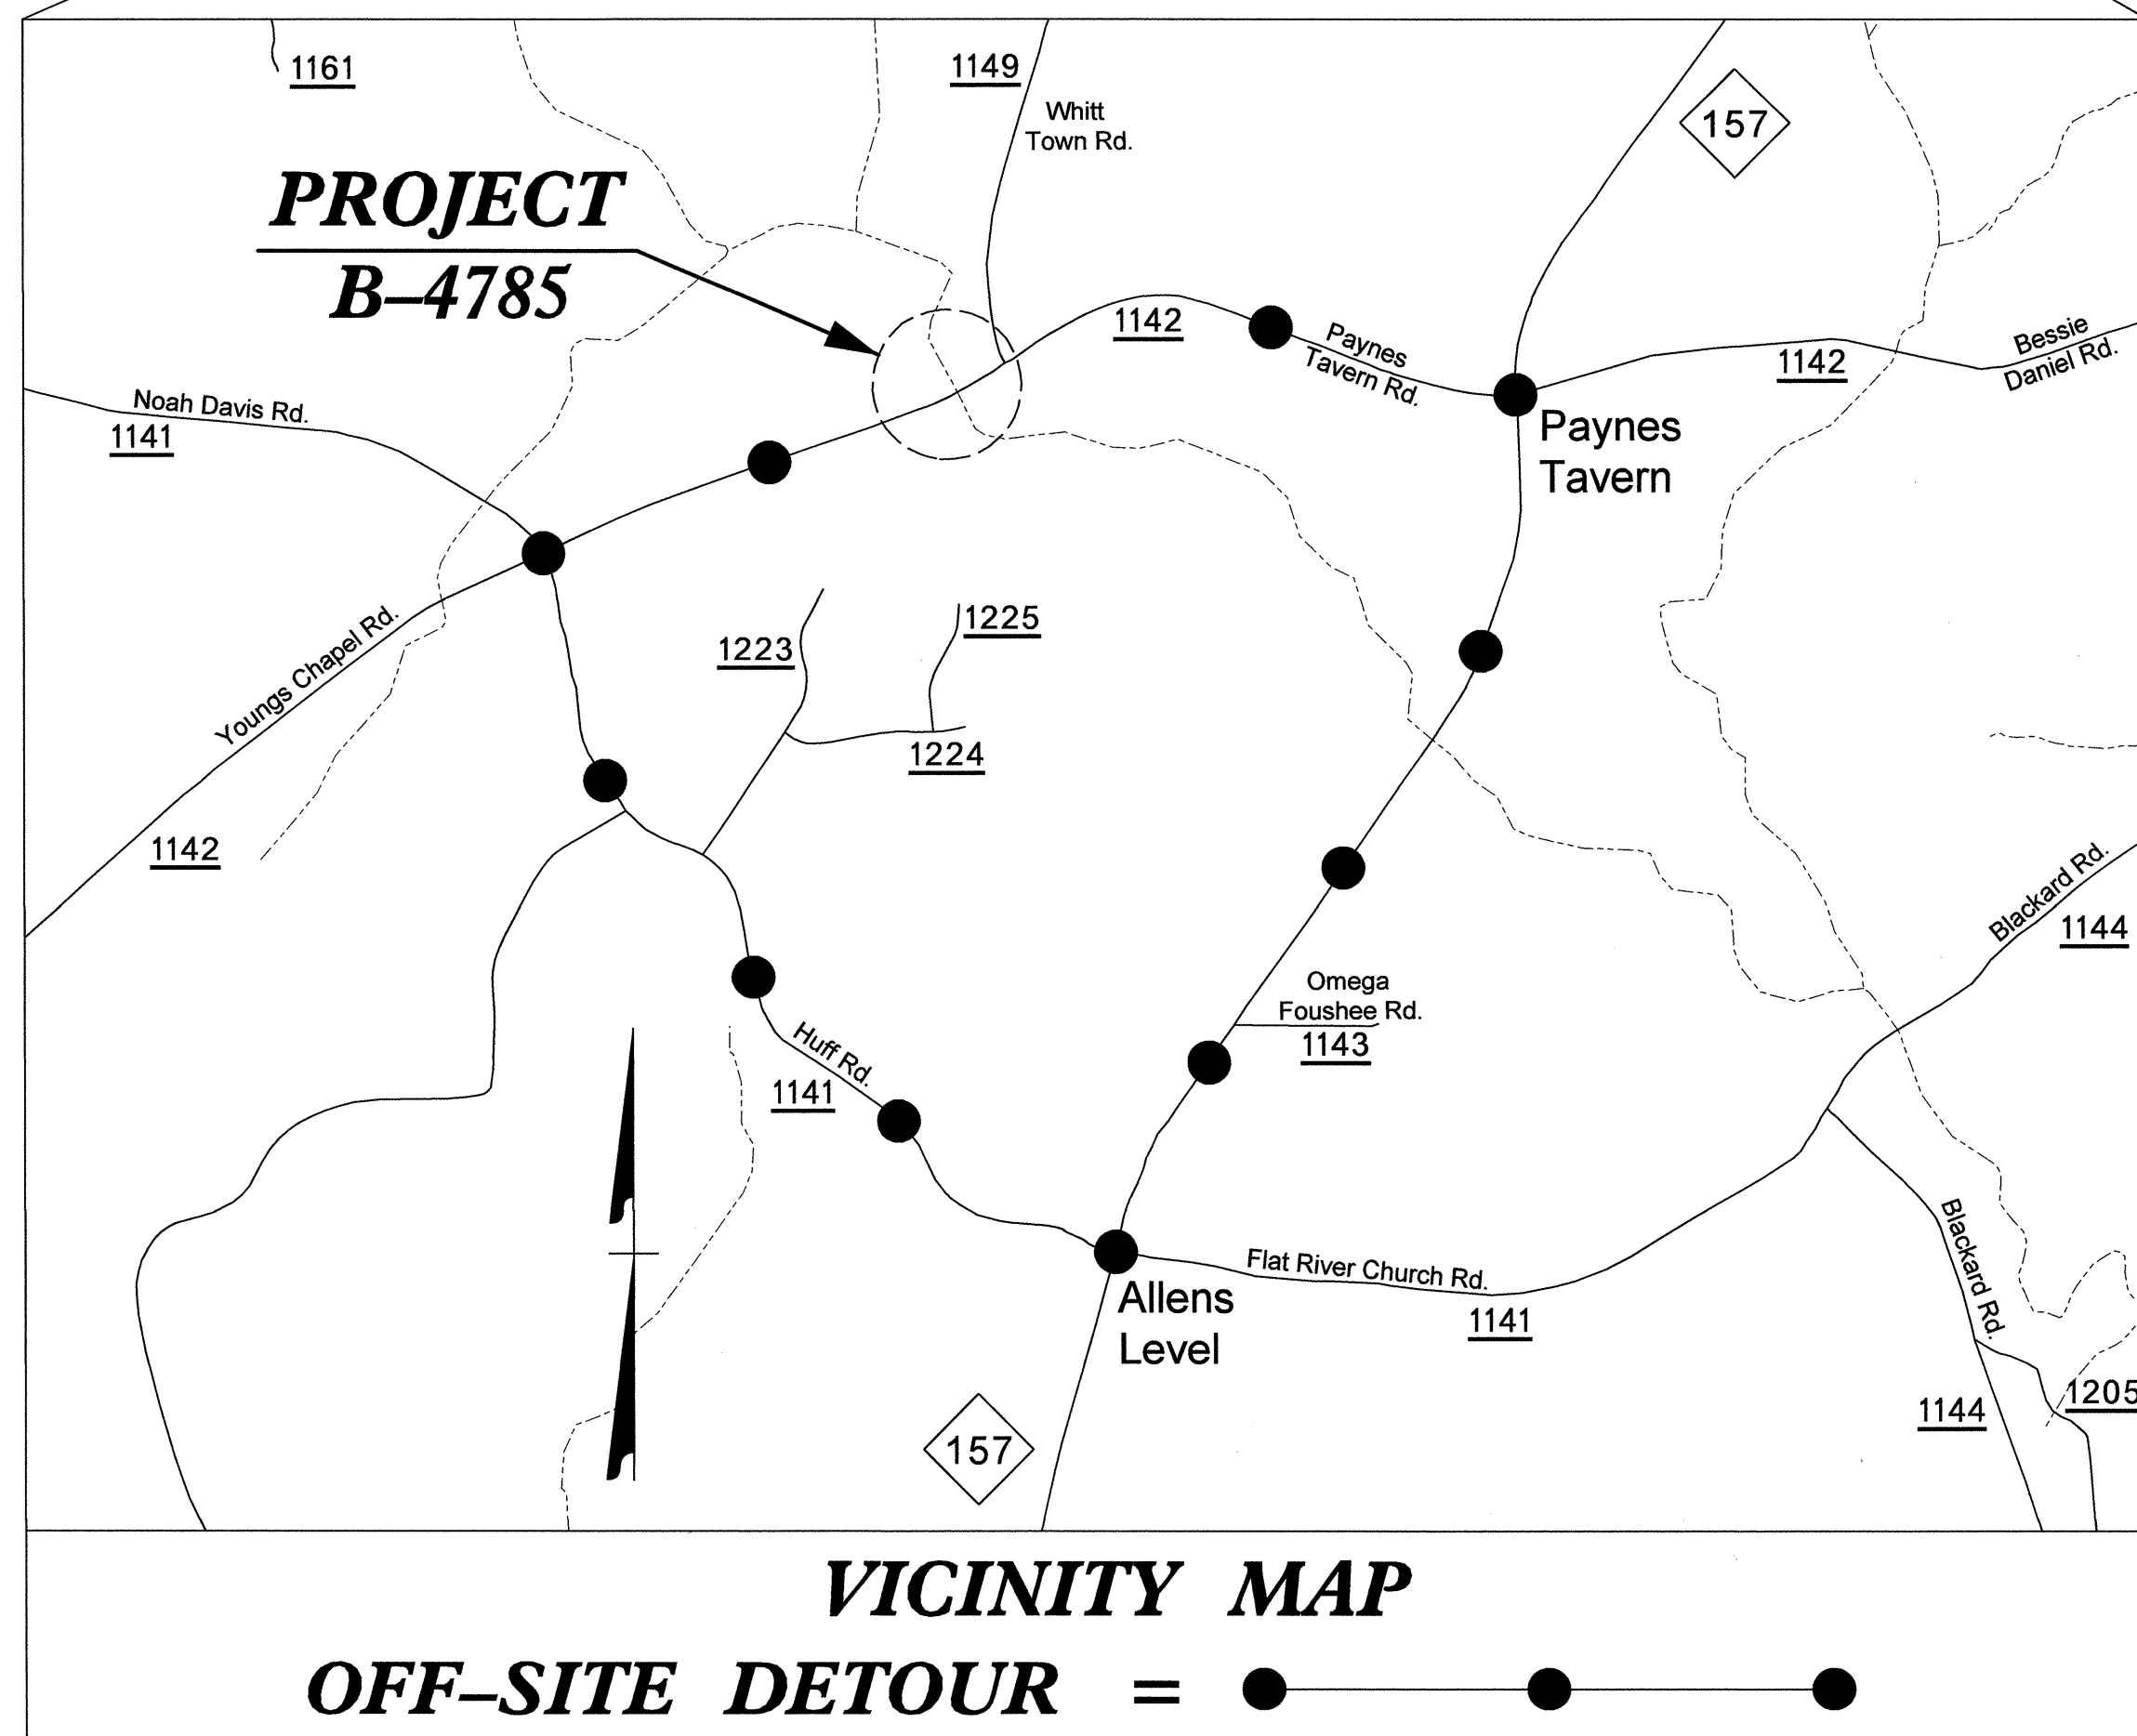 1161
1149
Whitt
Town Rd.
157
PROJECT
B–4785
1142
Paynes
Tavern Rd.
1142
Bessie
Daniel Rd.
Noah Davis Rd.
1141
Paynes
Tavern
Youngs Chapel Rd.
1142
1223
1225
1224
Blackard Rd.
1144
Omega
Foushee Rd.
1143
Huff Rd.
1141
Allens
Level
Flat River Church Rd.
1141
Blackard Rd.
1205
1144
157
VICINITY MAP
OFF–SITE DETOUR =